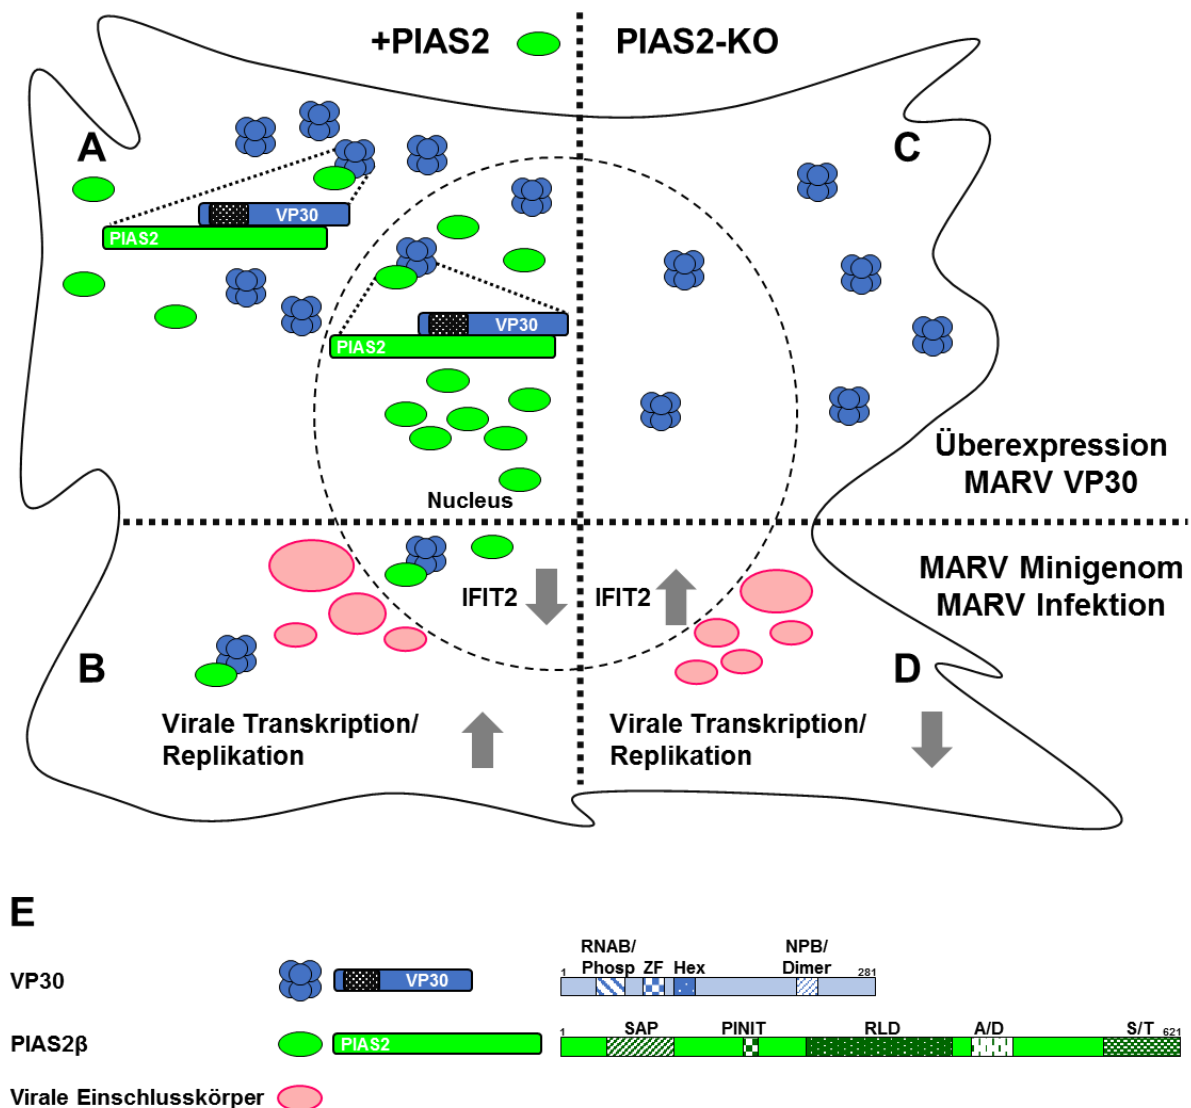 +PIAS2
PIAS2-KO
A
C
VP30
PIAS2
VP30
PIAS2
Nucleus
Überexpression
MARV VP30
MARV Minigenom
MARV Infektion
IFIT2
IFIT2
B
D
Virale Transkription/
Replikation
Virale Transkription/
Replikation
E
VP30
VP30
RNAB/
Phosp
ZF
Hex
NPB/
Dimer
1
281
PIAS2β
PIAS2
1
SAP
PINIT
RLD
A/D
S/T
621
Virale Einschlusskörper